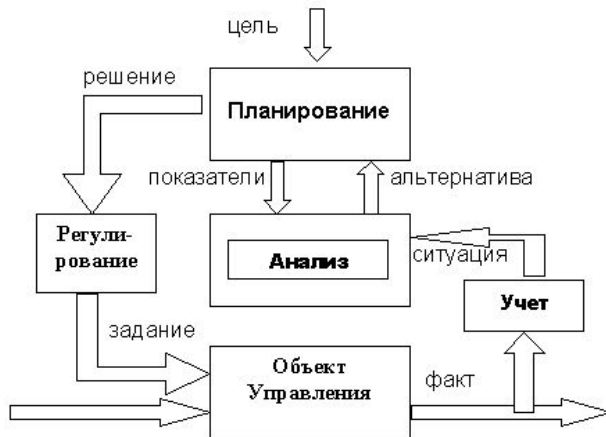 цель
решение
Планирование
показатели
альтернатива
Регули-
рование
Анализ
ситуация
Учет
задание
Объект
Управления
факт